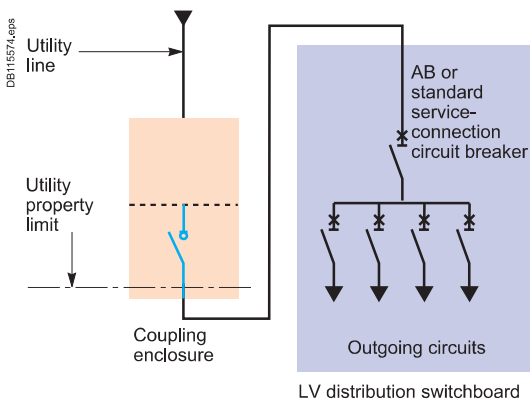 DB115574.eps
Utility
line
AB or
standard
service-
connection
circuit breaker
Utility
property
limit
Coupling
enclosure
Outgoing circuits
LV distribution switchboard